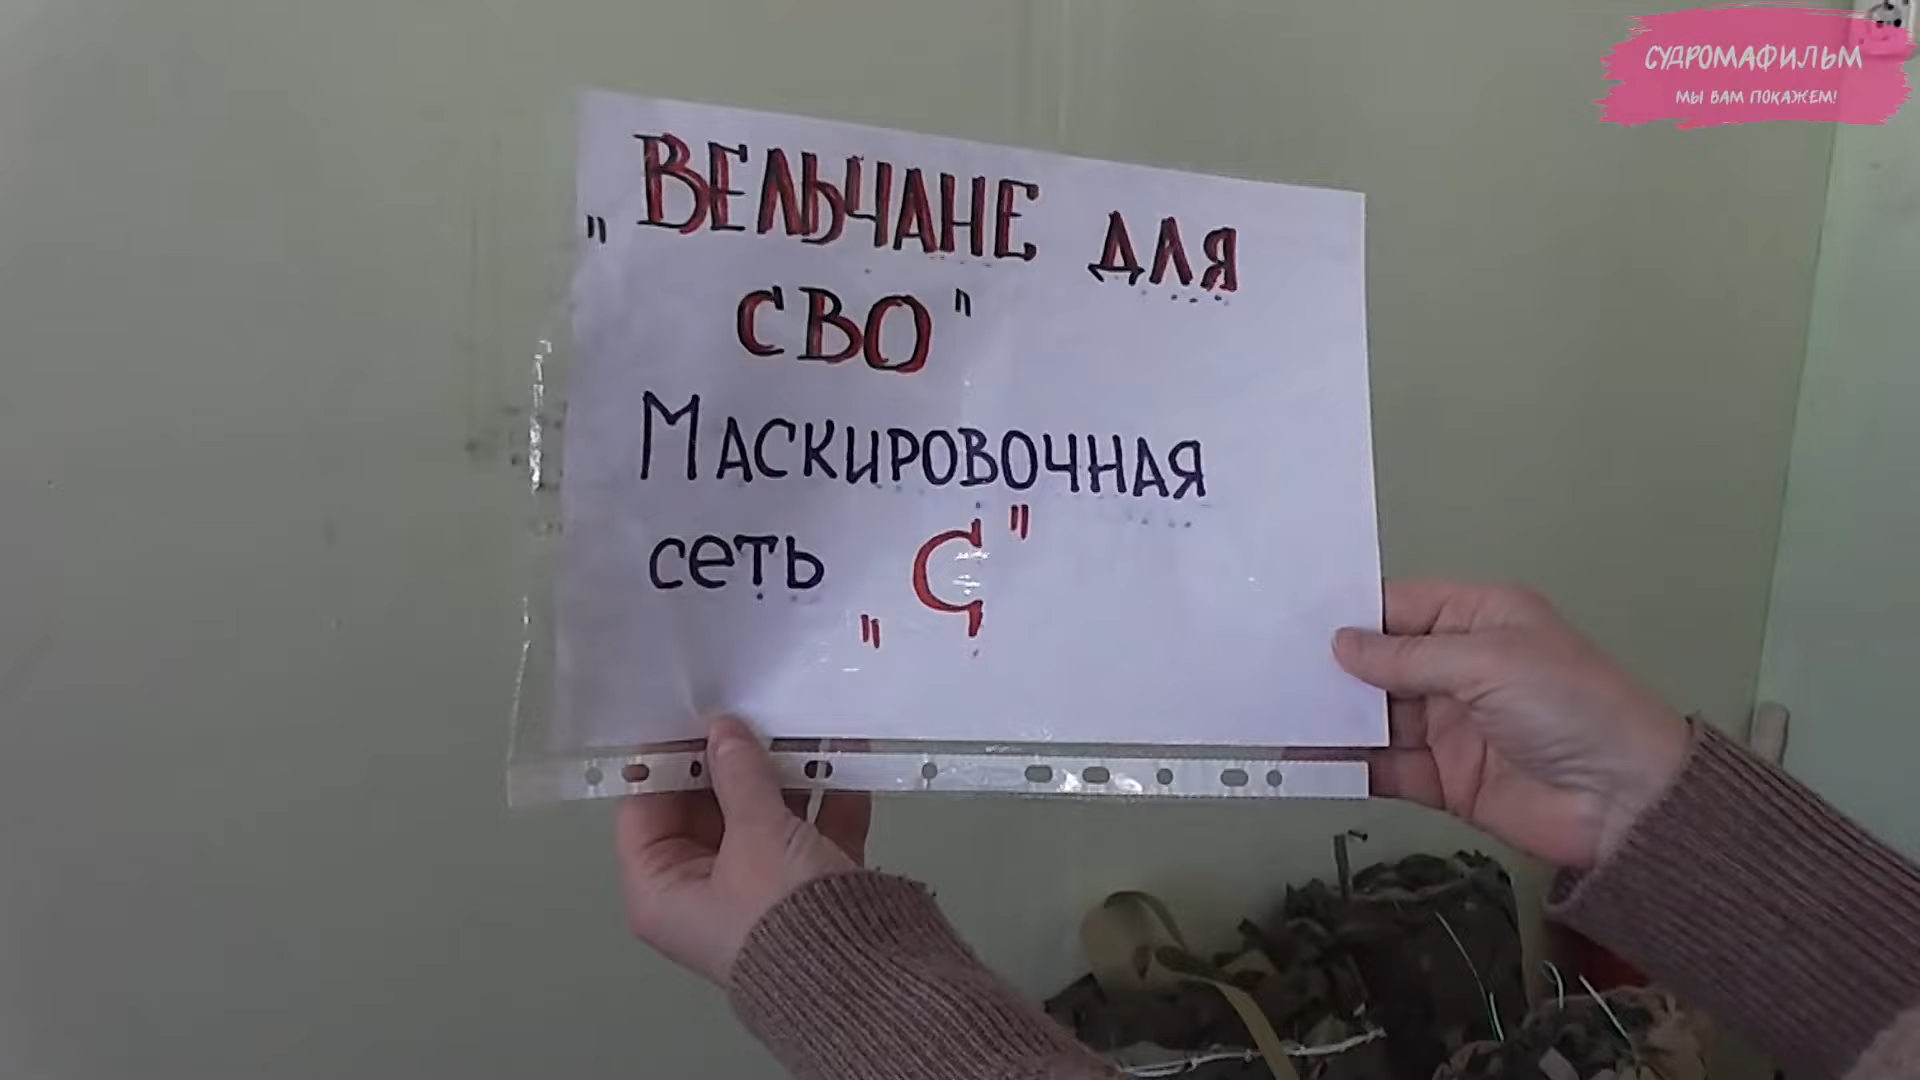 СУДРОМАФИЛЬМ
МЫ ВАМ ПОКАЖЕМ!
„ВЕЛЬЧАНЕ ДЛЯ
СВО"
МАСКИРОВОЧНАЯ
сеть „Ç"